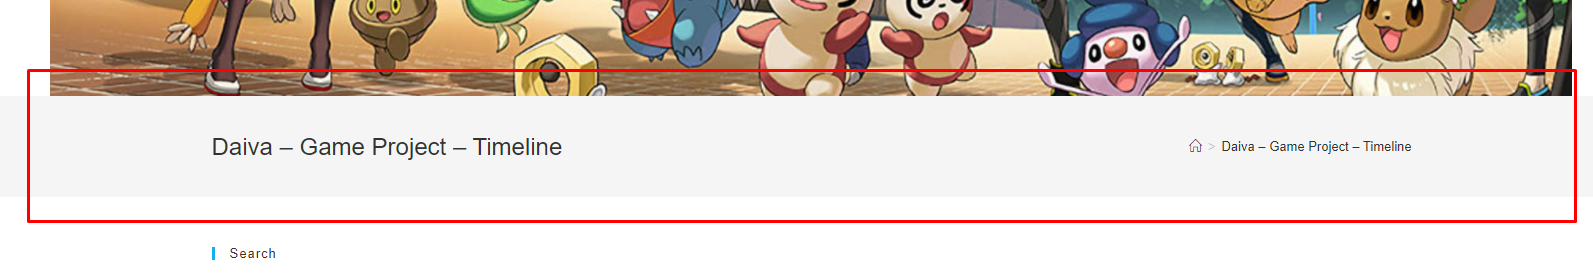 Daiva – Game Project – Timeline
> Daiva – Game Project – Timeline
Search